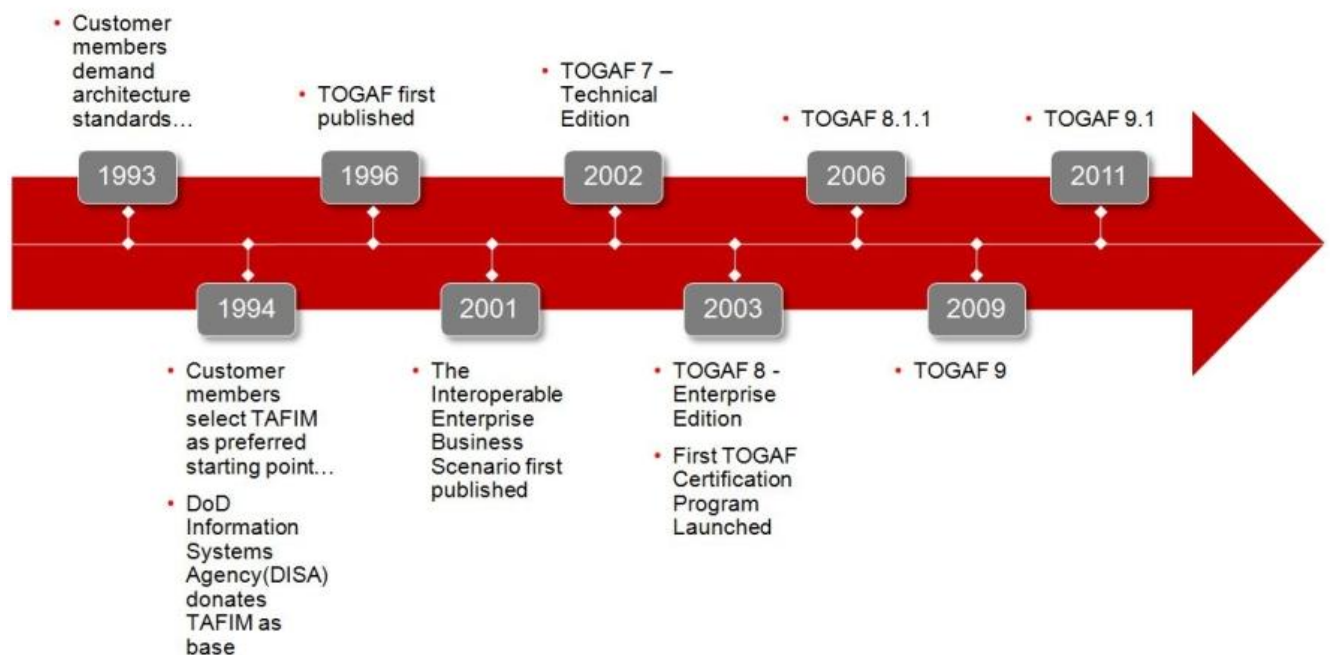 • Customer
members
demand
architecture
standards…
• TOGAF first
published
• TOGAF 7 –
Technical
Edition
• TOGAF 8.1.1
• TOGAF 9.1
1993
1996
2002
2006
2011
1994
2001
2003
2009
• Customer
members
select TAFIM
as preferred
starting point…
• DoD
Information
Systems
Agency(DISA)
donates
TAFIM as
base
• The
Interoperable
Enterprise
Business
Scenario first
published
• TOGAF 8 -
Enterprise
Edition
• First TOGAF
Certification
Program
Launched
• TOGAF 9